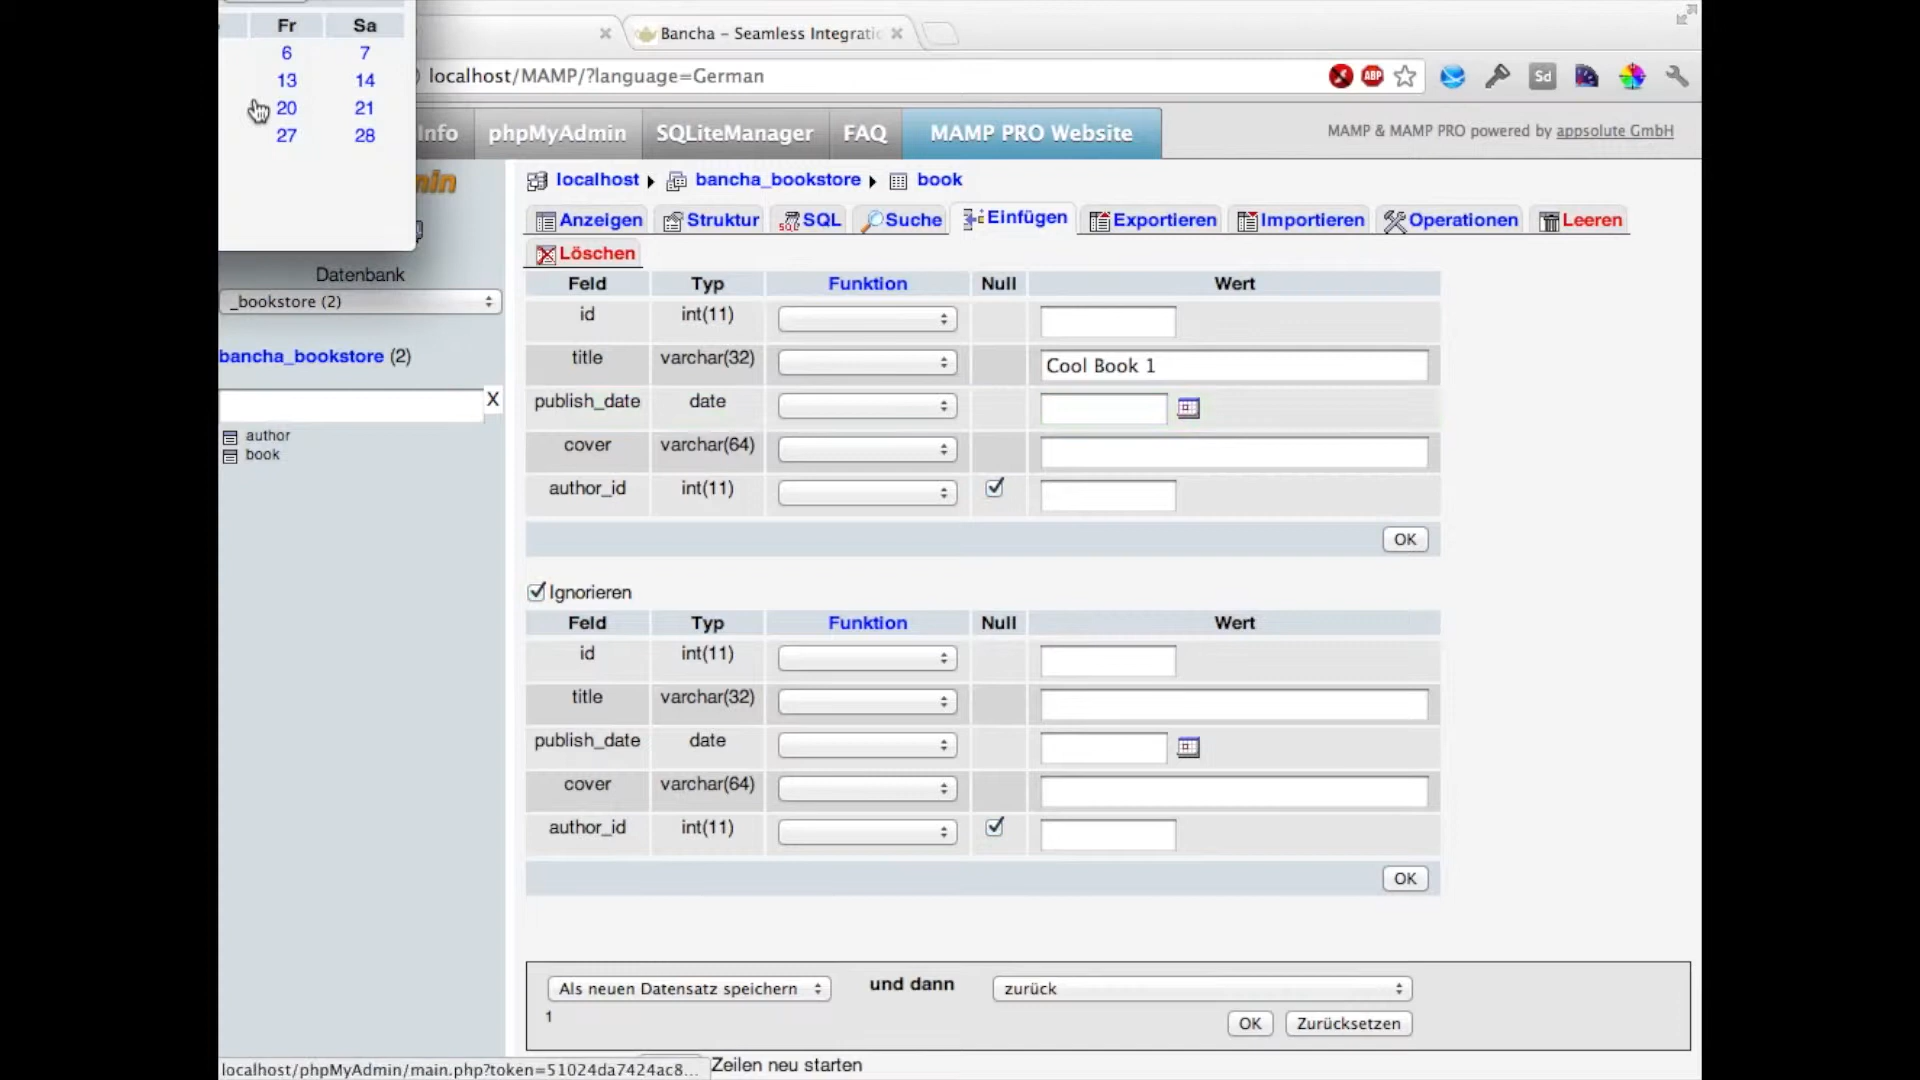 Fr Sa
6 7
13 14
20 21
27 28
Bancha – Seamless Integrati
localhost/MAMP/?language=German
ABP
Sd
Info phpMyAdmin SQLiteManager FAQ MAMP PRO Website
MAMP & MAMP PRO powered by appsolute GmbH
localhost bancha_bookstore book
Anzeigen Struktur SQL Suche Einfügen Exportieren Importieren Operationen Leeren
Löschen
Datenbank
_bookstore (2)
bancha_bookstore (2)
X
author
book
Feld Typ Funktion Null Wert
id int(11)
title varchar(32) Cool Book 1
publish_date date
cover varchar(64)
author_id int(11)
OK
Ignorieren
Feld Typ Funktion Null Wert
id int(11)
title varchar(32)
publish_date date
cover varchar(64)
author_id int(11)
OK
Als neuen Datensatz speichern und dann zurück
1
OK Zurücksetzen
Zeilen neu starten
localhost/phpMyAdmin/main.php?token=51024da7424ac8...